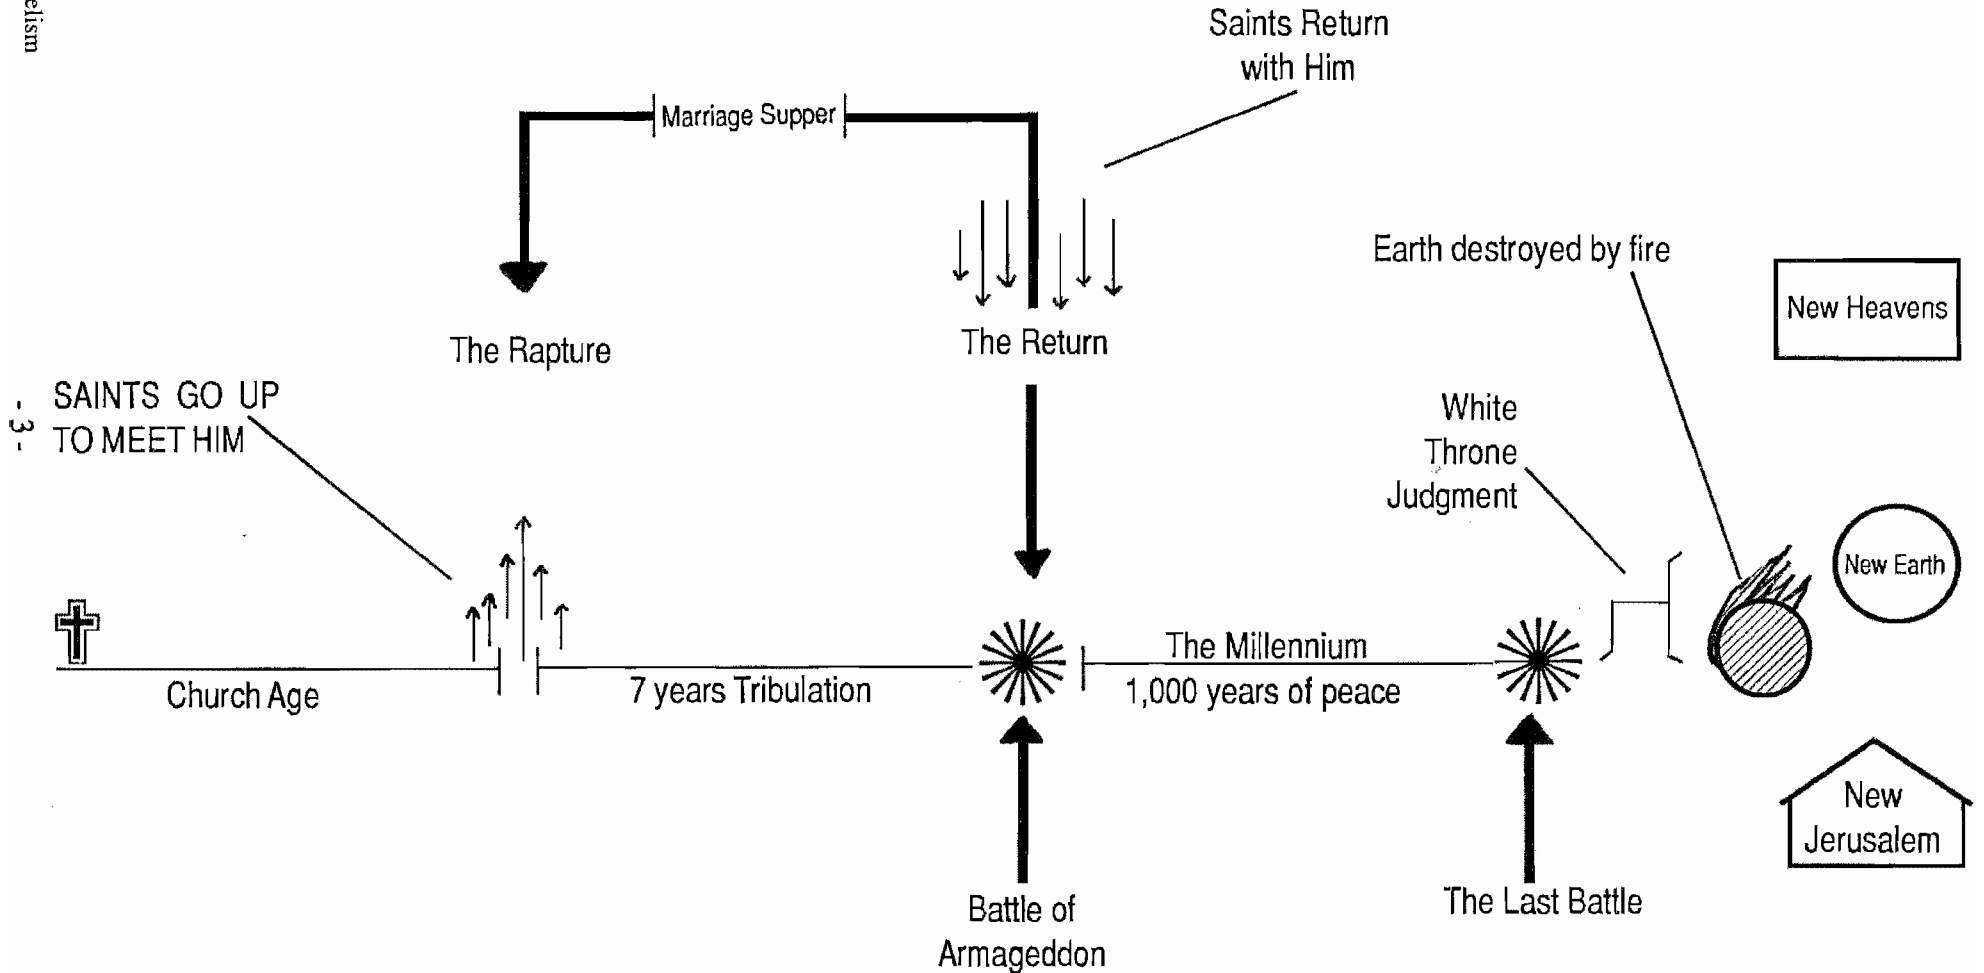 elism
- 3 -
Saints Return
with Him
Marriage Supper
Earth destroyed by fire
New Heavens
The Rapture
The Return
SAINTS GO UP
TO MEET HIM
White
Throne
Judgment
New Earth
Church Age
7 years Tribulation
The Millennium
1,000 years of peace
New
Jerusalem
Battle of
Armageddon
The Last Battle